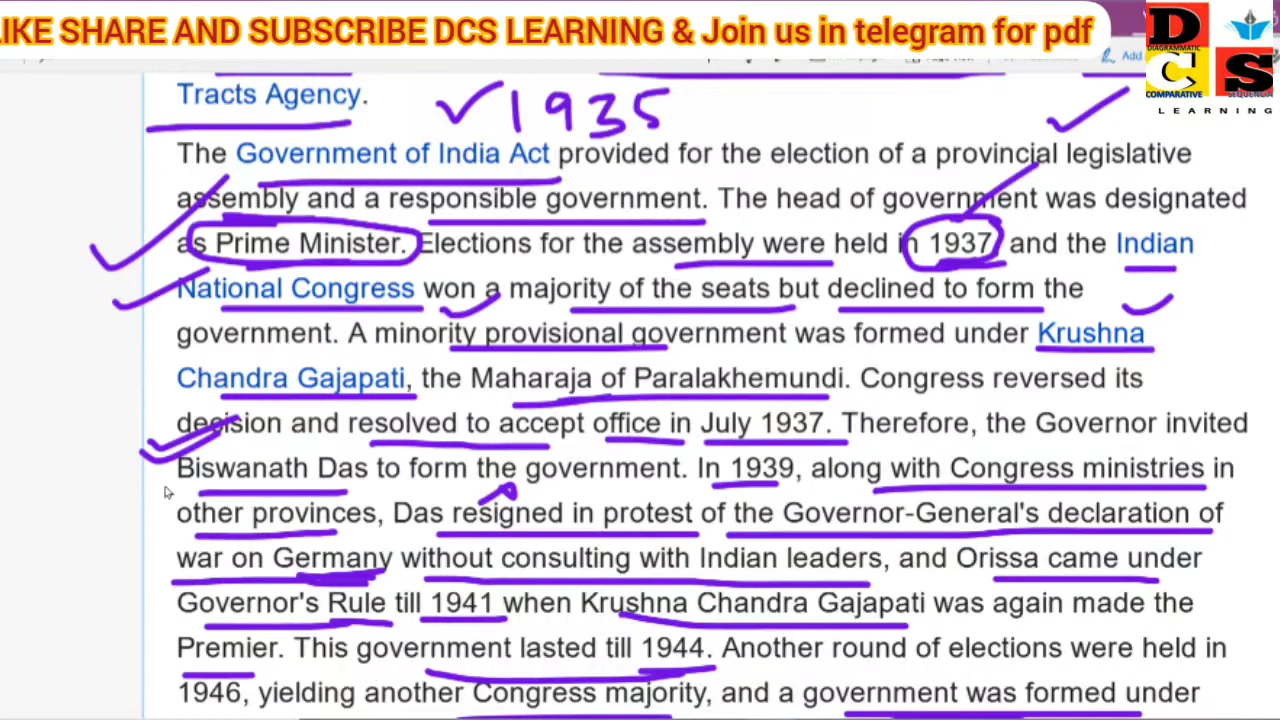 LIKE SHARE AND SUBSCRIBE DCS LEARNING & Join us in telegram for pdf
D
DIAGRAMMATIC
C S
COMPARATIVE
LEARNING
Add
Tracts Agency.
1935
The Government of India Act provided for the election of a provincial legislative
assembly and a responsible government. The head of government was designated
as Prime Minister. Elections for the assembly were held in 1937 and the Indian
National Congress won a majority of the seats but declined to form the
government. A minority provisional government was formed under Krushna
Chandra Gajapati, the Maharaja of Paralakhemundi. Congress reversed its
decision and resolved to accept office in July 1937. Therefore, the Governor invited
Biswanath Das to form the government. In 1939, along with Congress ministries in
other provinces, Das resigned in protest of the Governor-General's declaration of
war on Germany without consulting with Indian leaders, and Orissa came under
Governor's Rule till 1941 when Krushna Chandra Gajapati was again made the
Premier. This government lasted till 1944. Another round of elections were held in
1946, yielding another Congress majority, and a government was formed under